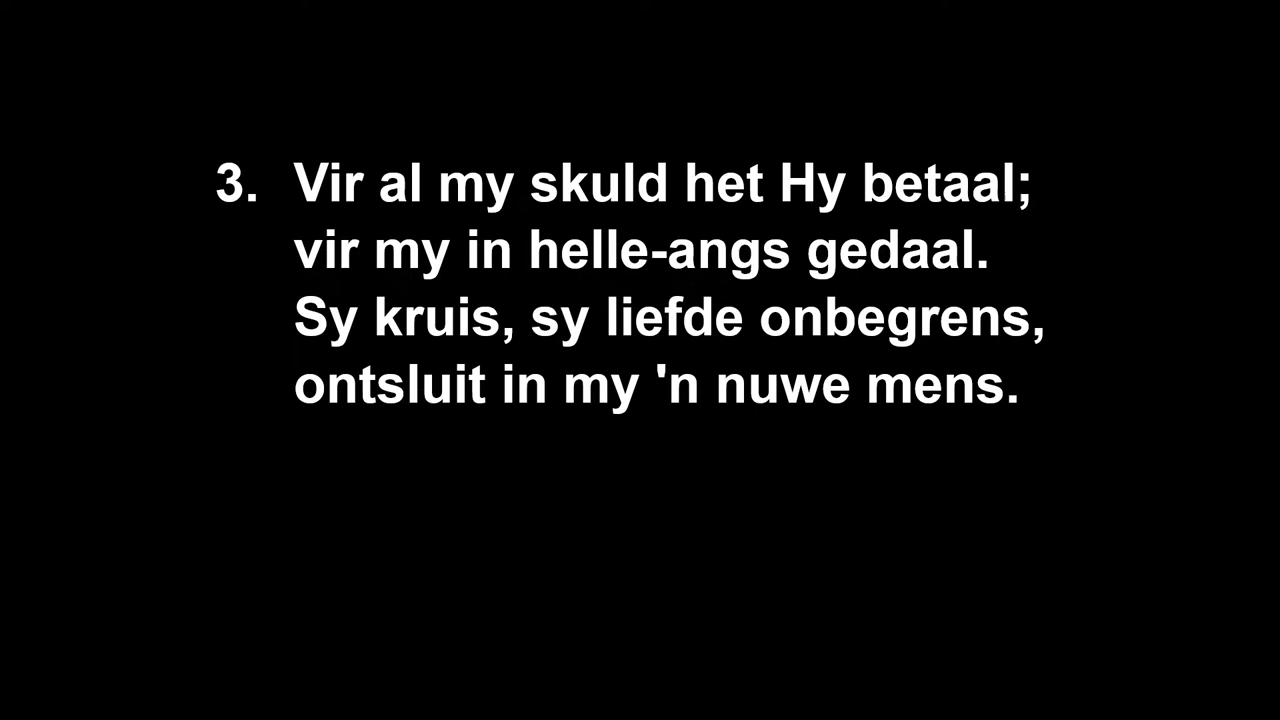 3. Vir al my skuld het Hy betaal;
vir my in helle-angs gedaal.
Sy kruis, sy liefde onbegrens,
ontsluit in my 'n nuwe mens.